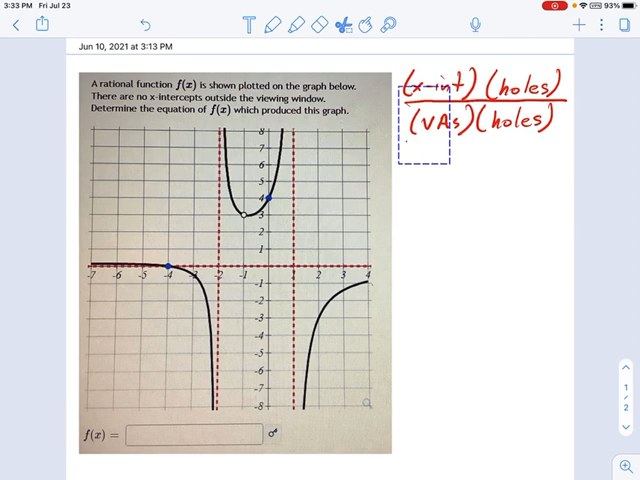 3:33 PM Fri Jul 23
VPN 93%
Jun 10, 2021 at 3:13 PM
A rational function f(x) is shown plotted on the graph below.
There are no x-intercepts outside the viewing window.
Determine the equation of f(x) which produced this graph.
(x-int) (holes)
(VAs) (holes)
8
7
6
5
4
3
2
1
-7 -6 -5 -4 -3 -2 -1 1 2 3 4
-1
-2
-3
-4
-5
-6
-7
-8
f(x) =
1
/
2